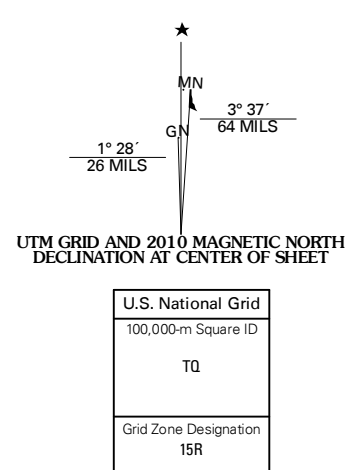 ★
MN
3° 37´
64 MILS
GN
1° 28´
26 MILS
UTM GRID AND 2010 MAGNETIC NORTH
DECLINATION AT CENTER OF SHEET
U.S. National Grid
100,000-m Square ID
TQ
Grid Zone Designation
15R